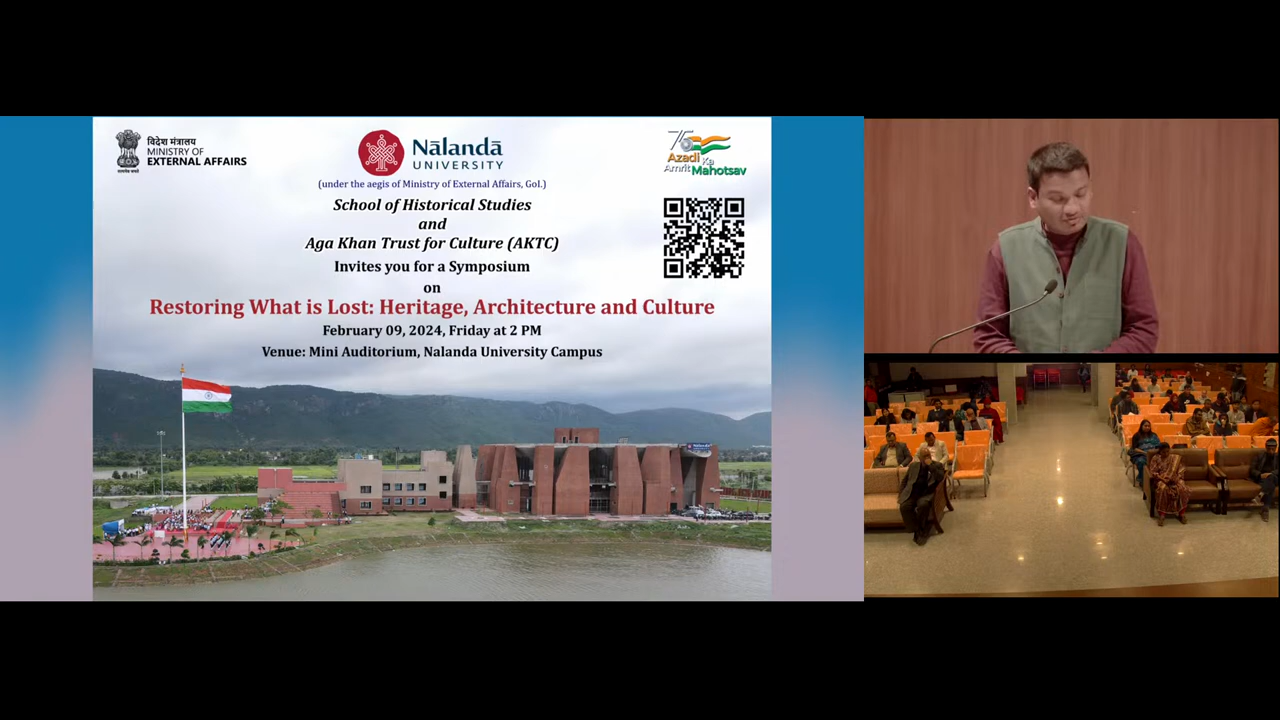 विदेश मंत्रालय
MINISTRY OF
EXTERNAL AFFAIRS
Nālandā
UNIVERSITY
(under the aegis of Ministry of External Affairs, GoI.)
75
Azadi Ka
Amrit Mahotsav
School of Historical Studies
and
Aga Khan Trust for Culture (AKTC)
Invites you for a Symposium
on
Restoring What is Lost: Heritage, Architecture and Culture
February 09, 2024, Friday at 2 PM
Venue: Mini Auditorium, Nalanda University Campus